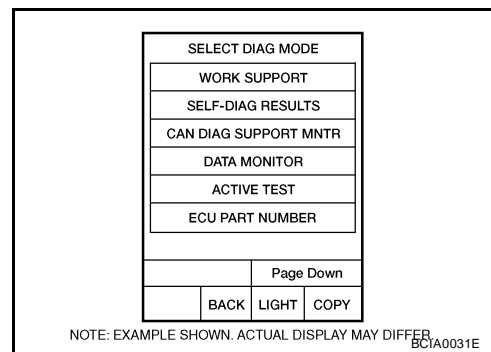 SELECT DIAG MODE
WORK SUPPORT
SELF-DIAG RESULTS
CAN DIAG SUPPORT MNTR
DATA MONITOR
ACTIVE TEST
ECU PART NUMBER
Page Down
BACK LIGHT COPY
NOTE: EXAMPLE SHOWN. ACTUAL DISPLAY MAY DIFFER.
BCIA0031E